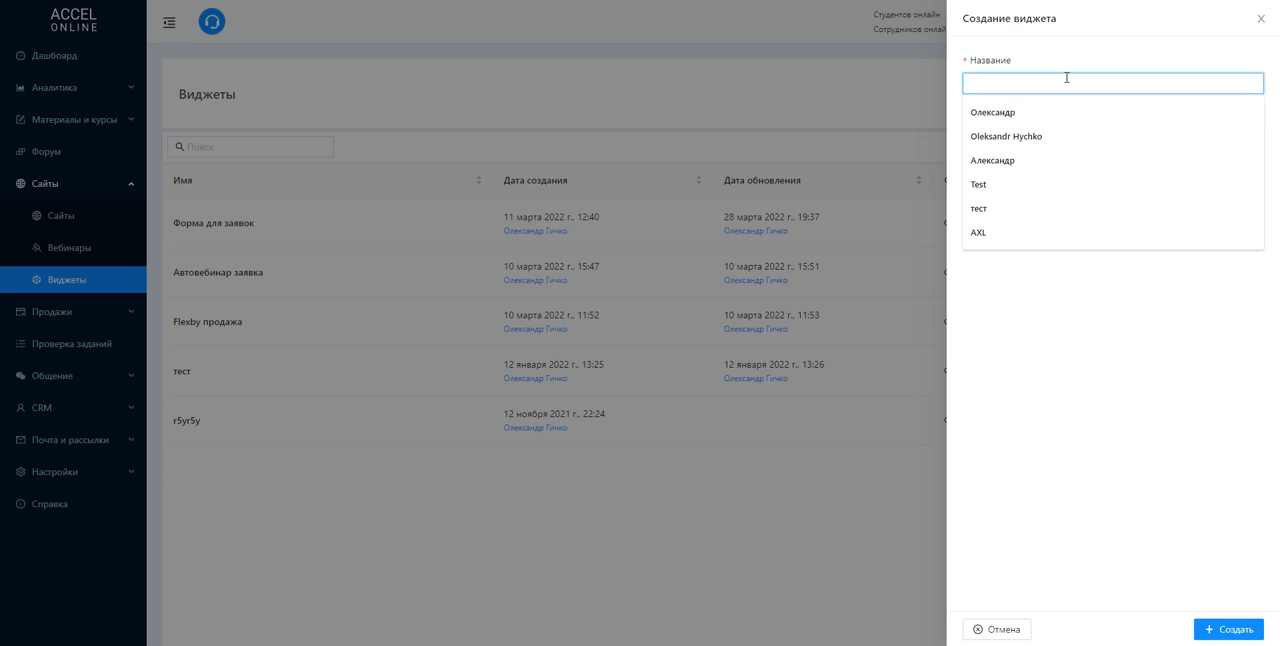 ACCEL
ONLINE
Дашбоард
Аналитика
Материалы и курсы
Форум
Сайты
Сайты
Вебинары
Виджеты
Продажи
Проверка заданий
Общение
CRM
Почта и рассылки
Настройки
Справка
Студентов онлайн
Сотрудников онлай
Виджеты
Поиск
Имя Дата создания Дата обновления
Форма для заявок 11 марта 2022 г., 12:40 28 марта 2022 г., 19:37
Олександр Гичко Олександр Гичко
Автовебинар заявка 10 марта 2022 г., 15:47 10 марта 2022 г., 15:51
Олександр Гичко Олександр Гичко
Flexby продажа 10 марта 2022 г., 11:52 10 марта 2022 г., 11:53
Олександр Гичко Олександр Гичко
тест 12 января 2022 г., 13:25 12 января 2022 г., 13:26
Олександр Гичко Олександр Гичко
r5yr5y 12 ноября 2021 г., 22:24
Олександр Гичко
Создание виджета
* Название
Олександр
Oleksandr Hychko
Александр
Test
тест
AXL
Отмена
+ Создать